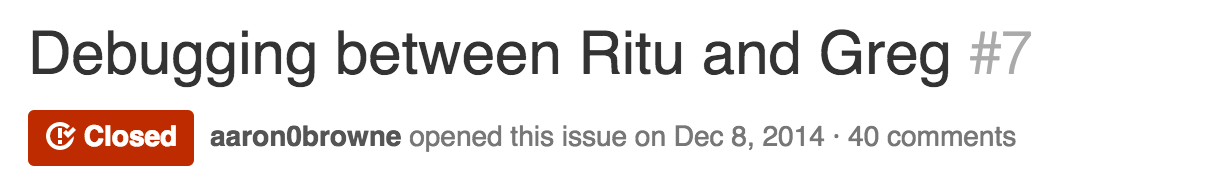 Debugging between Ritu and Greg #7
Closed aaron0browne opened this issue on Dec 8, 2014 · 40 comments